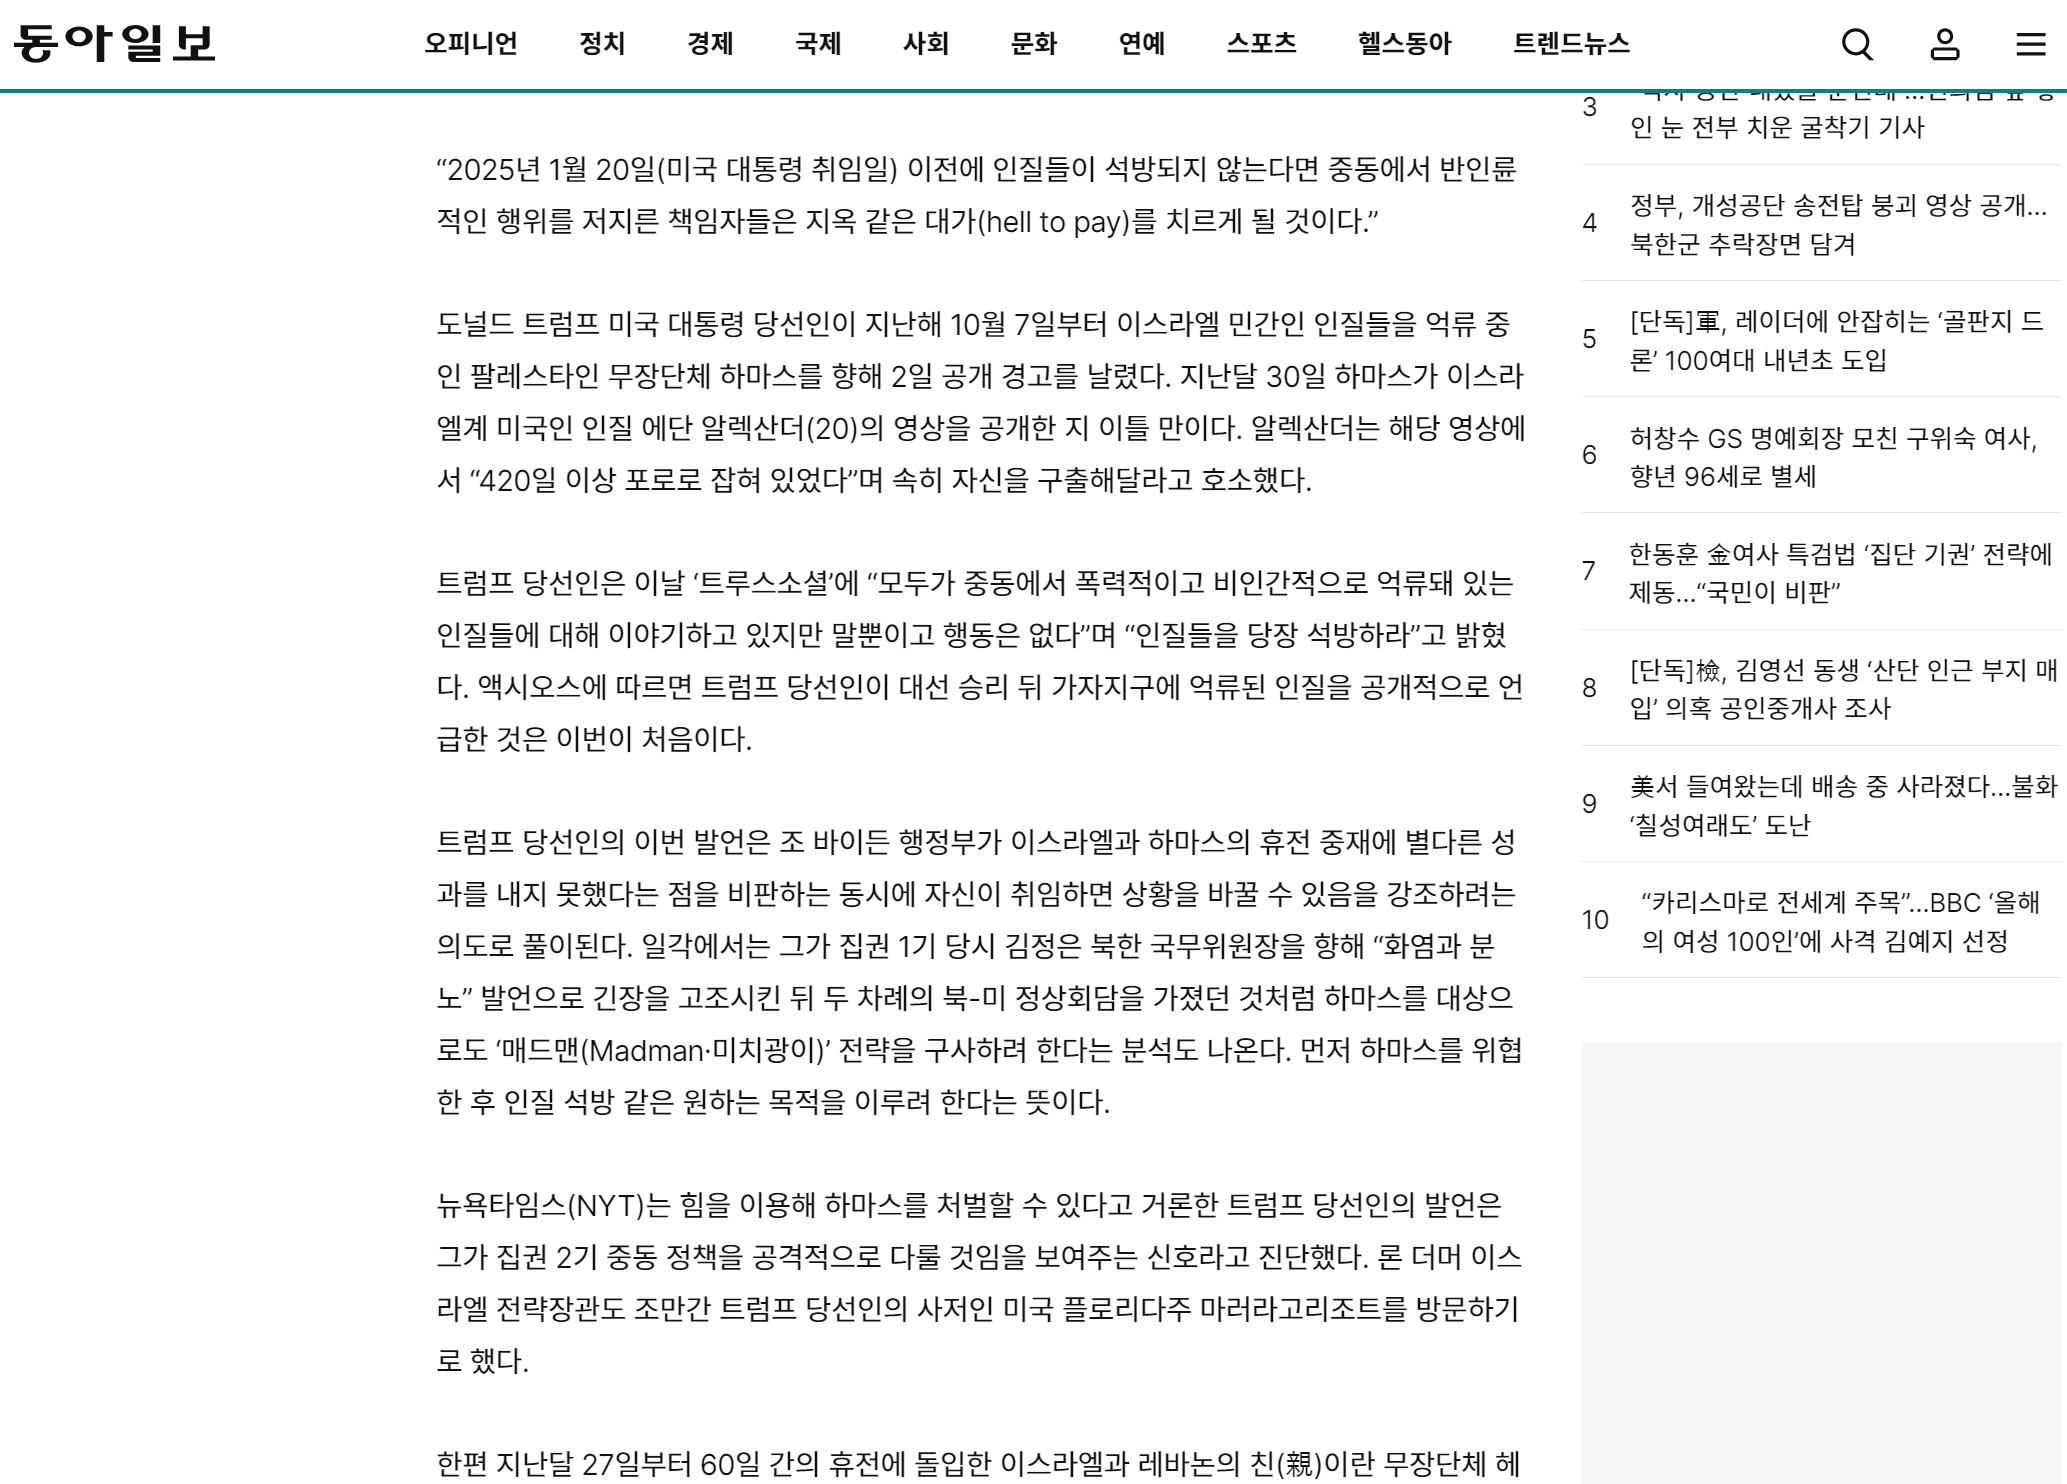 동아일보
오피니언 정치 경제 국제 사회 문화 연예 스포츠 헬스동아 트렌드뉴스
“2025년 1월 20일(미국 대통령 취임일) 이전에 인질들이 석방되지 않는다면 중동에서 반인륜
적인 행위를 저지른 책임자들은 지옥 같은 대가(hell to pay)를 치르게 될 것이다.”
도널드 트럼프 미국 대통령 당선인이 지난해 10월 7일부터 이스라엘 민간인 인질들을 억류 중
인 팔레스타인 무장단체 하마스를 향해 2일 공개 경고를 날렸다. 지난달 30일 하마스가 이스라
엘계 미국인 인질 에단 알렉산더(20)의 영상을 공개한 지 이틀 만이다. 알렉산더는 해당 영상에
서 “420일 이상 포로로 잡혀 있었다”며 속히 자신을 구출해달라고 호소했다.
트럼프 당선인은 이날 ‘트루스소셜’에 “모두가 중동에서 폭력적이고 비인간적으로 억류돼 있는
인질들에 대해 이야기하고 있지만 말뿐이고 행동은 없다”며 “인질들을 당장 석방하라”고 밝혔
다. 액시오스에 따르면 트럼프 당선인이 대선 승리 뒤 가자지구에 억류된 인질을 공개적으로 언
급한 것은 이번이 처음이다.
트럼프 당선인의 이번 발언은 조 바이든 행정부가 이스라엘과 하마스의 휴전 중재에 별다른 성
과를 내지 못했다는 점을 비판하는 동시에 자신이 취임하면 상황을 바꿀 수 있음을 강조하려는
의도로 풀이된다. 일각에서는 그가 집권 1기 당시 김정은 북한 국무위원장을 향해 “화염과 분
노” 발언으로 긴장을 고조시킨 뒤 두 차례의 북-미 정상회담을 가졌던 것처럼 하마스를 대상으
로도 ‘매드맨(Madman·미치광이)’ 전략을 구사하려 한다는 분석도 나온다. 먼저 하마스를 위협
한 후 인질 석방 같은 원하는 목적을 이루려 한다는 뜻이다.
뉴욕타임스(NYT)는 힘을 이용해 하마스를 처벌할 수 있다고 거론한 트럼프 당선인의 발언은
그가 집권 2기 중동 정책을 공격적으로 다룰 것임을 보여주는 신호라고 진단했다. 론 더머 이스
라엘 전략장관도 조만간 트럼프 당선인의 사저인 미국 플로리다주 마러라고리조트를 방문하기
로 했다.
한편 지난달 27일부터 60일 간의 휴전에 돌입한 이스라엘과 레바논의 친(親)이란 무장단체 헤
3
인 눈 전부 치운 굴착기 기사
4 정부, 개성공단 송전탑 붕괴 영상 공개…
북한군 추락장면 담겨
5 [단독]軍, 레이더에 안잡히는 ‘골판지 드
론’ 100여대 내년초 도입
6 허창수 GS 명예회장 모친 구위숙 여사,
향년 96세로 별세
7 한동훈 金여사 특검법 ‘집단 기권’ 전략에
제동…“국민이 비판”
8 [단독]檢, 김영선 동생 ‘산단 인근 부지 매
입’ 의혹 공인중개사 조사
9 美서 들여왔는데 배송 중 사라졌다…불화
‘칠성여래도’ 도난
10 “카리스마로 전세계 주목”…BBC ‘올해
의 여성 100인’에 사격 김예지 선정